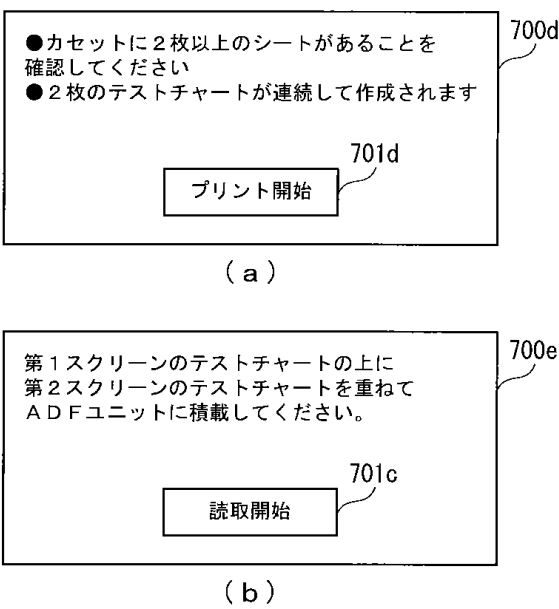 ●カセットに２枚以上のシートがあることを
確認してください
●２枚のテストチャートが連続して作成されます
プリント開始
700d
701d
(a)
第１スクリーンのテストチャートの上に
第２スクリーンのテストチャートを重ねて
ＡＤＦユニットに積載してください。
読取開始
700e
701c
(b)